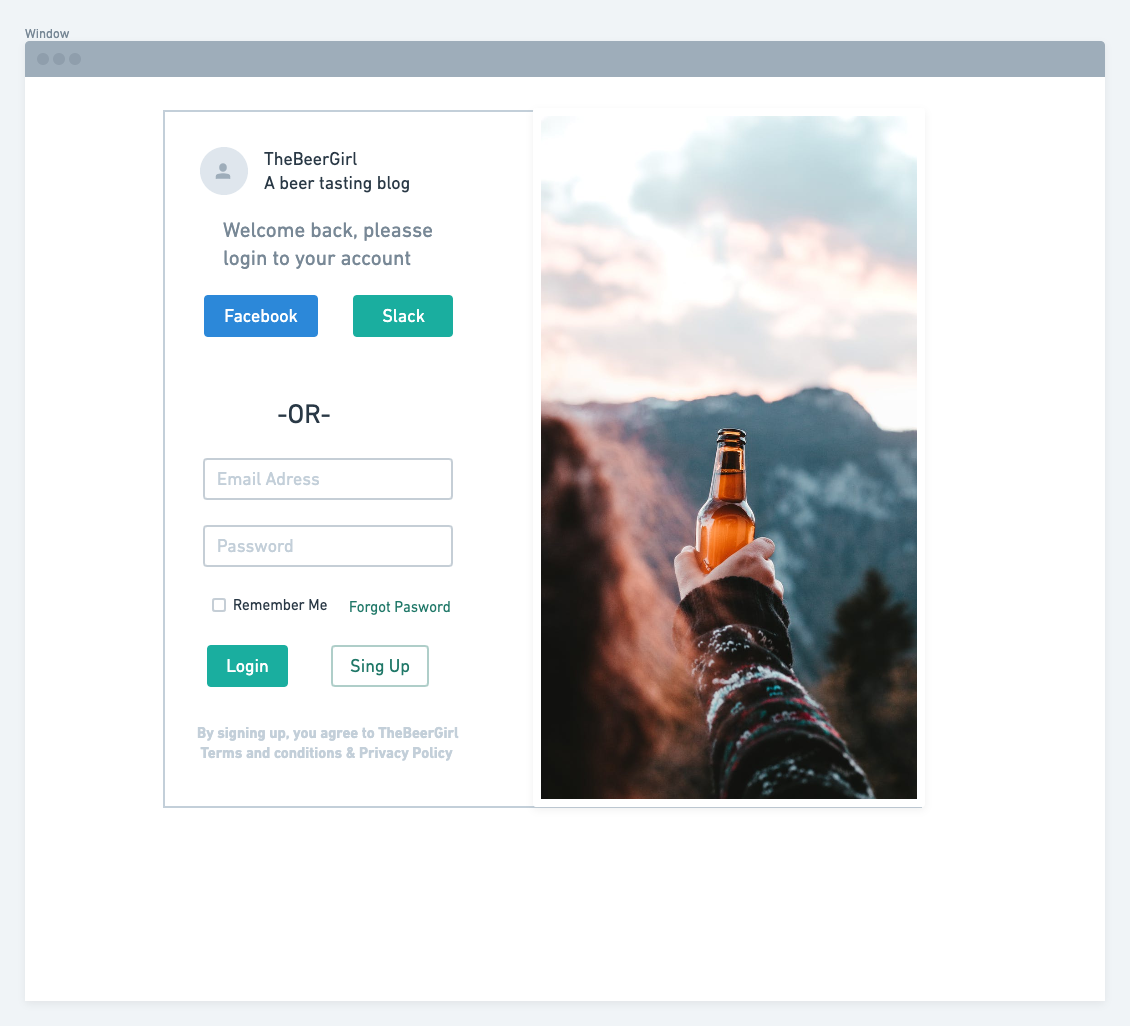 Window
TheBeerGirl
A beer tasting blog
Welcome back, pleasse
login to your account
Facebook
Slack
-OR-
Email Adress
Password
Remember Me
Forgot Pasword
Login
Sing Up
By signing up, you agree to TheBeerGirl
Terms and conditions & Privacy Policy